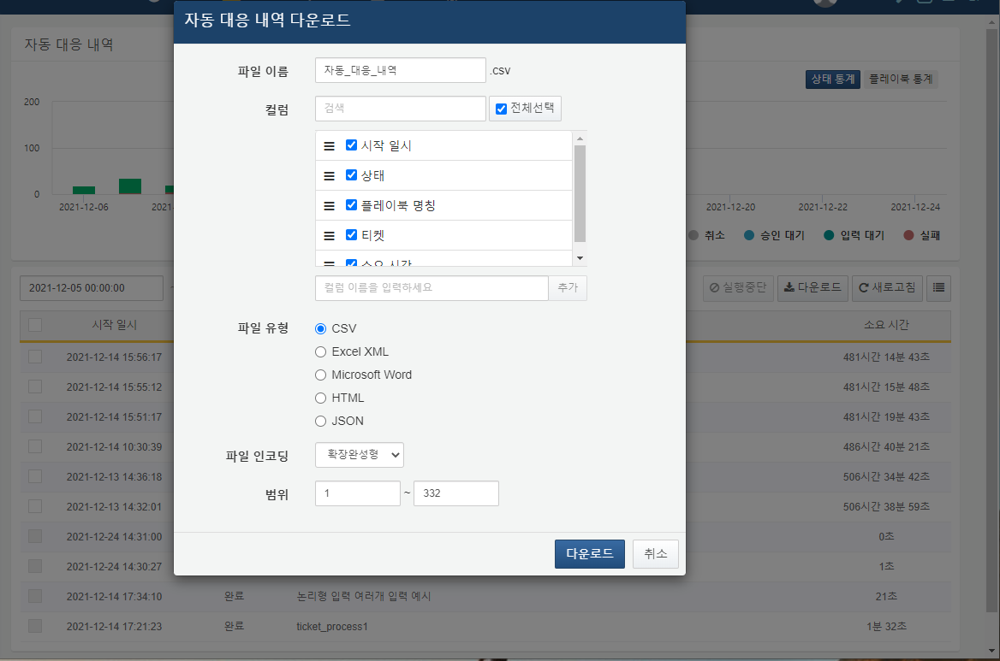 자동 대응 내역 다운로드
자동 대응 내역
파일 이름 자동_대응_내역 .csv
상태 통계 플레이북 통계
컬럼 검색 전체선택
200
시작 일시
100
상태
0
플레이북 명칭
2021-12-06 2021 2021-12-20 2021-12-22 2021-12-24
티켓
취소 승인 대기 입력 대기 실패
소요 시간
2021-12-05 00:00:00 ~ 컬럼 이름을 입력하세요 추가 실행중단 다운로드 새로고침
시작 일시 소요 시간
파일 유형 CSV
Excel XML
Microsoft Word
HTML
JSON
파일 인코딩 확장완성형
범위 1 ~ 332
다운로드 취소
2021-12-14 15:56:17 481시간 14분 43초
2021-12-14 15:55:12 481시간 15분 48초
2021-12-14 15:51:17 481시간 19분 43초
2021-12-14 10:30:39 486시간 40분 21초
2021-12-13 14:36:18 506시간 34분 42초
2021-12-13 14:32:01 506시간 38분 59초
2021-12-24 14:31:00 0초
2021-12-24 14:30:27 1초
2021-12-14 17:34:10 완료 논리형 입력 여러개 입력 예시 21초
2021-12-14 17:21:23 완료 ticket_process1 1분 32초